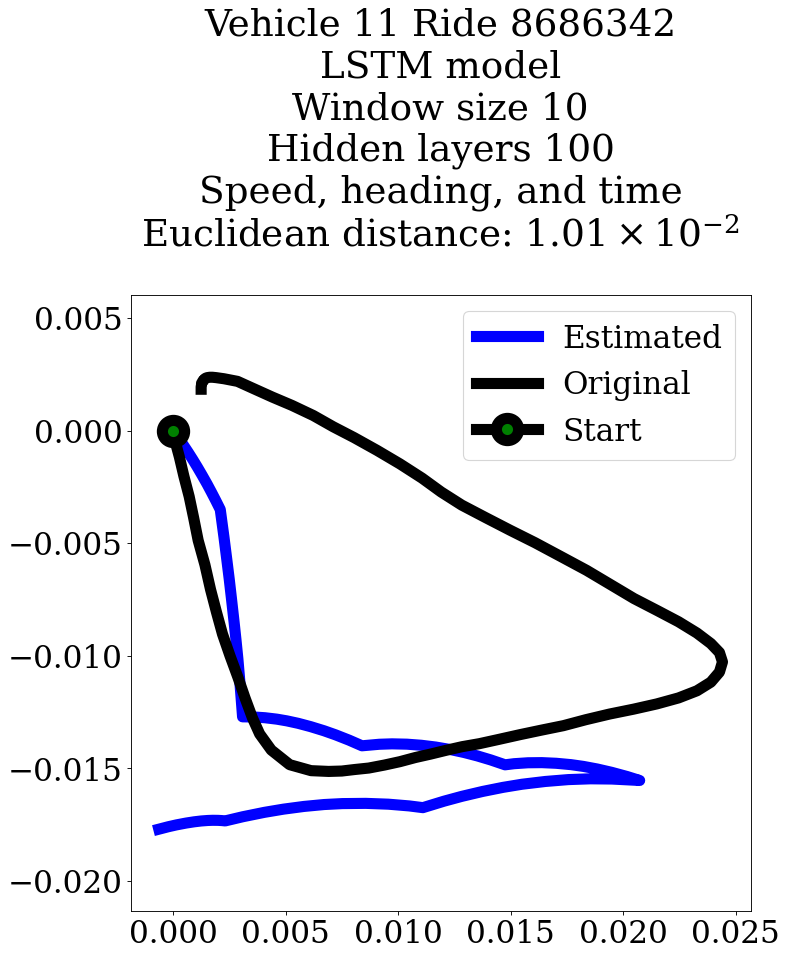 Vehicle 11 Ride 8686342
LSTM model
Window size 10
Hidden layers 100
Speed, heading, and time
Euclidean distance: 1.01 × 10⁻²
Estimated
Original
Start
0.005
0.000
−0.005
−0.010
−0.015
−0.020
0.000 0.005 0.010 0.015 0.020 0.025